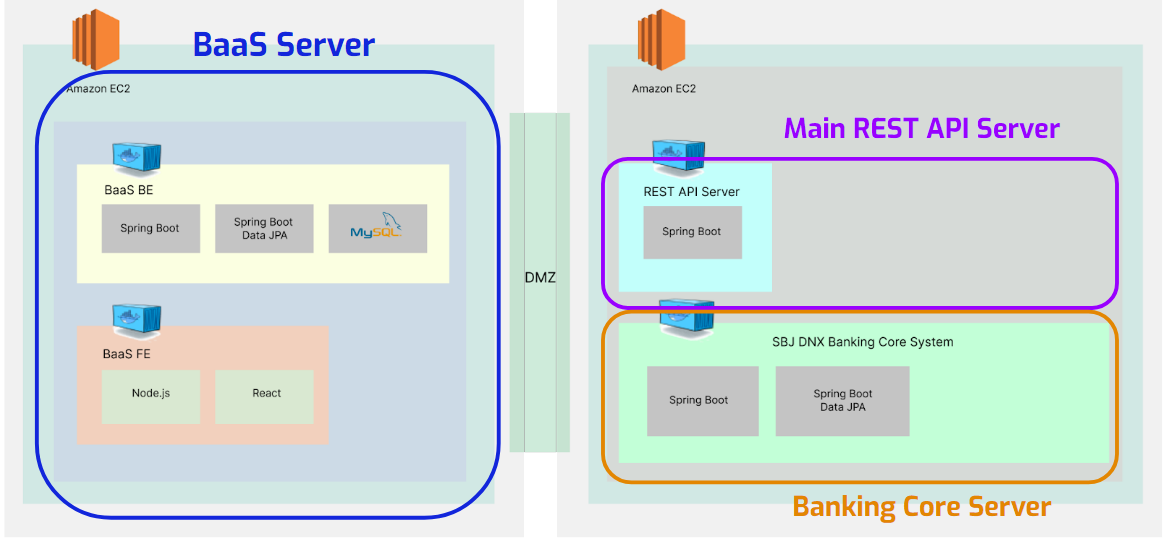 BaaS Server
Amazon EC2
BaaS BE
Spring Boot
Spring Boot
Data JPA
MySQL
BaaS FE
Node.js
React
DMZ
Amazon EC2
Main REST API Server
REST API Server
Spring Boot
SBJ DNX Banking Core System
Spring Boot
Spring Boot
Data JPA
Banking Core Server